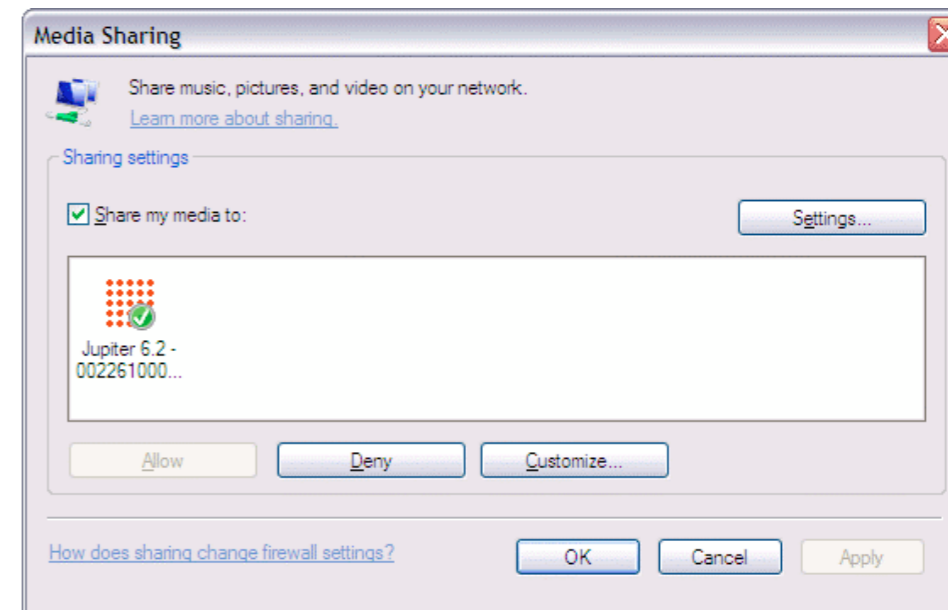 Media Sharing
Share music, pictures, and video on your network.
Learn more about sharing.
Sharing settings
Share my media to:
Settings...
Jupiter 6.2 -
002261000...
Allow
Deny
Customize...
How does sharing change firewall settings?
OK
Cancel
Apply